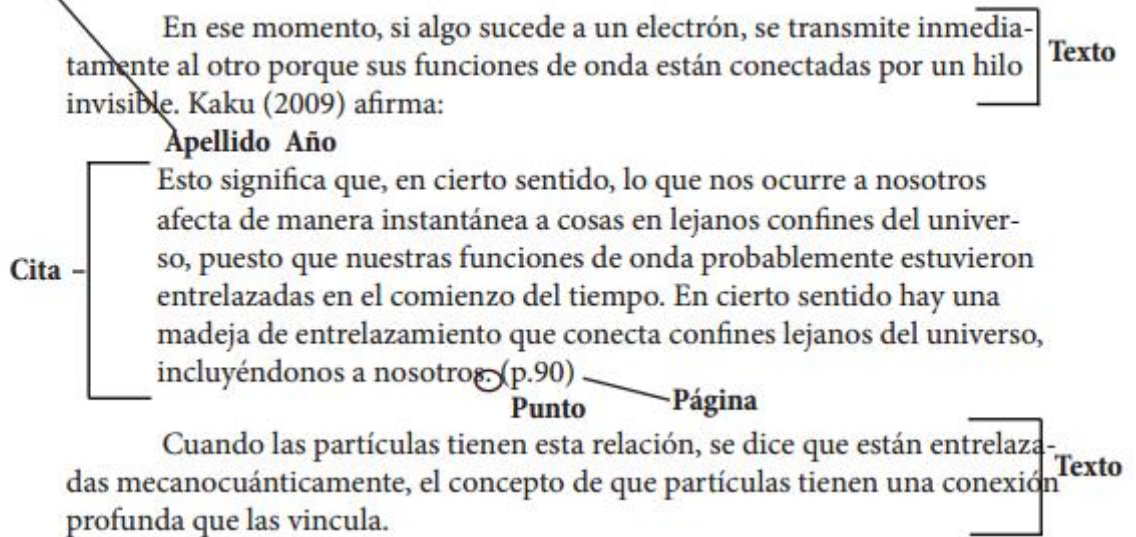 En ese momento, si algo sucede a un electrón, se transmite inmedia-
tamente al otro porque sus funciones de onda están conectadas por un hilo
Texto
invisible. Kaku (2009) afirma:
Apellido Año
Esto significa que, en cierto sentido, lo que nos ocurre a nosotros
afecta de manera instantánea a cosas en lejanos confines del univer-
so, puesto que nuestras funciones de onda probablemente estuvieron
Cita
entrelazadas en el comienzo del tiempo. En cierto sentido hay una
madeja de entrelazamiento que conecta confines lejanos del universo,
incluyéndonos a nosotros. (p.90)
Punto
Página
Cuando las partículas tienen esta relación, se dice que están entrelaza-
Texto
das mecanocuánticamente, el concepto de que partículas tienen una conexión
profunda que las vincula.